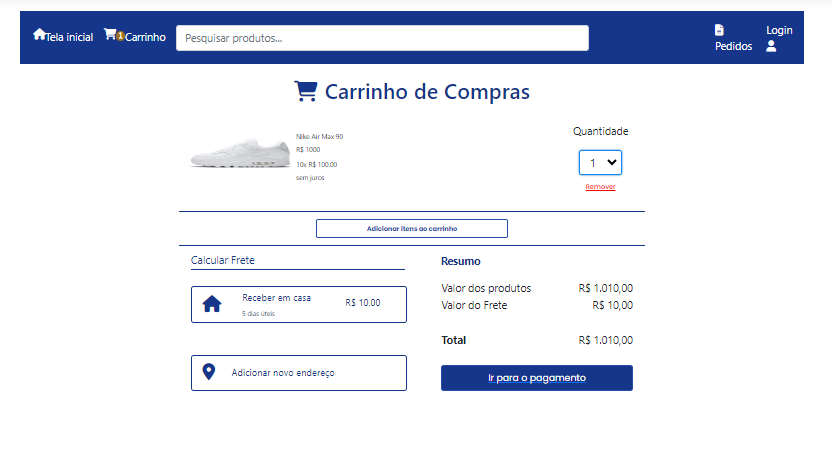 Tela inicial
1
Carrinho
Pesquisar produtos...
Pedidos
Login
Carrinho de Compras
Nike Air Max 90
R$ 1000
10x R$ 100.00
sem juros
Quantidade
1
Remover
Adicionar itens ao carrinho
Calcular Frete
Receber em casa R$ 10.00
5 dias úteis
Adicionar novo endereço
Resumo
Valor dos produtos R$ 1.010,00
Valor do Frete R$ 10,00
Total R$ 1.010,00
Ir para o pagamento